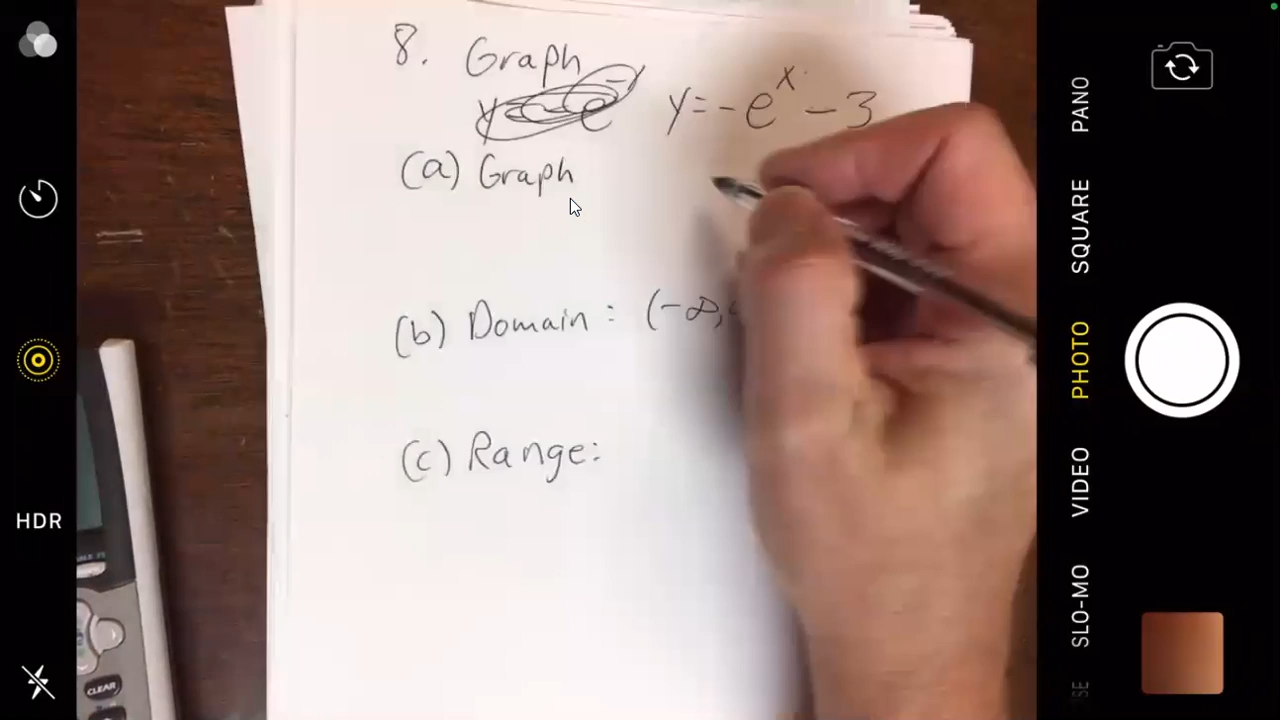 8. Graph
y = -e^x - 3
(a) Graph
(b) Domain : (-∞,
(c) Range:
HDR
CLEAR
PANO
SQUARE
PHOTO
VIDEO
SLO-MO